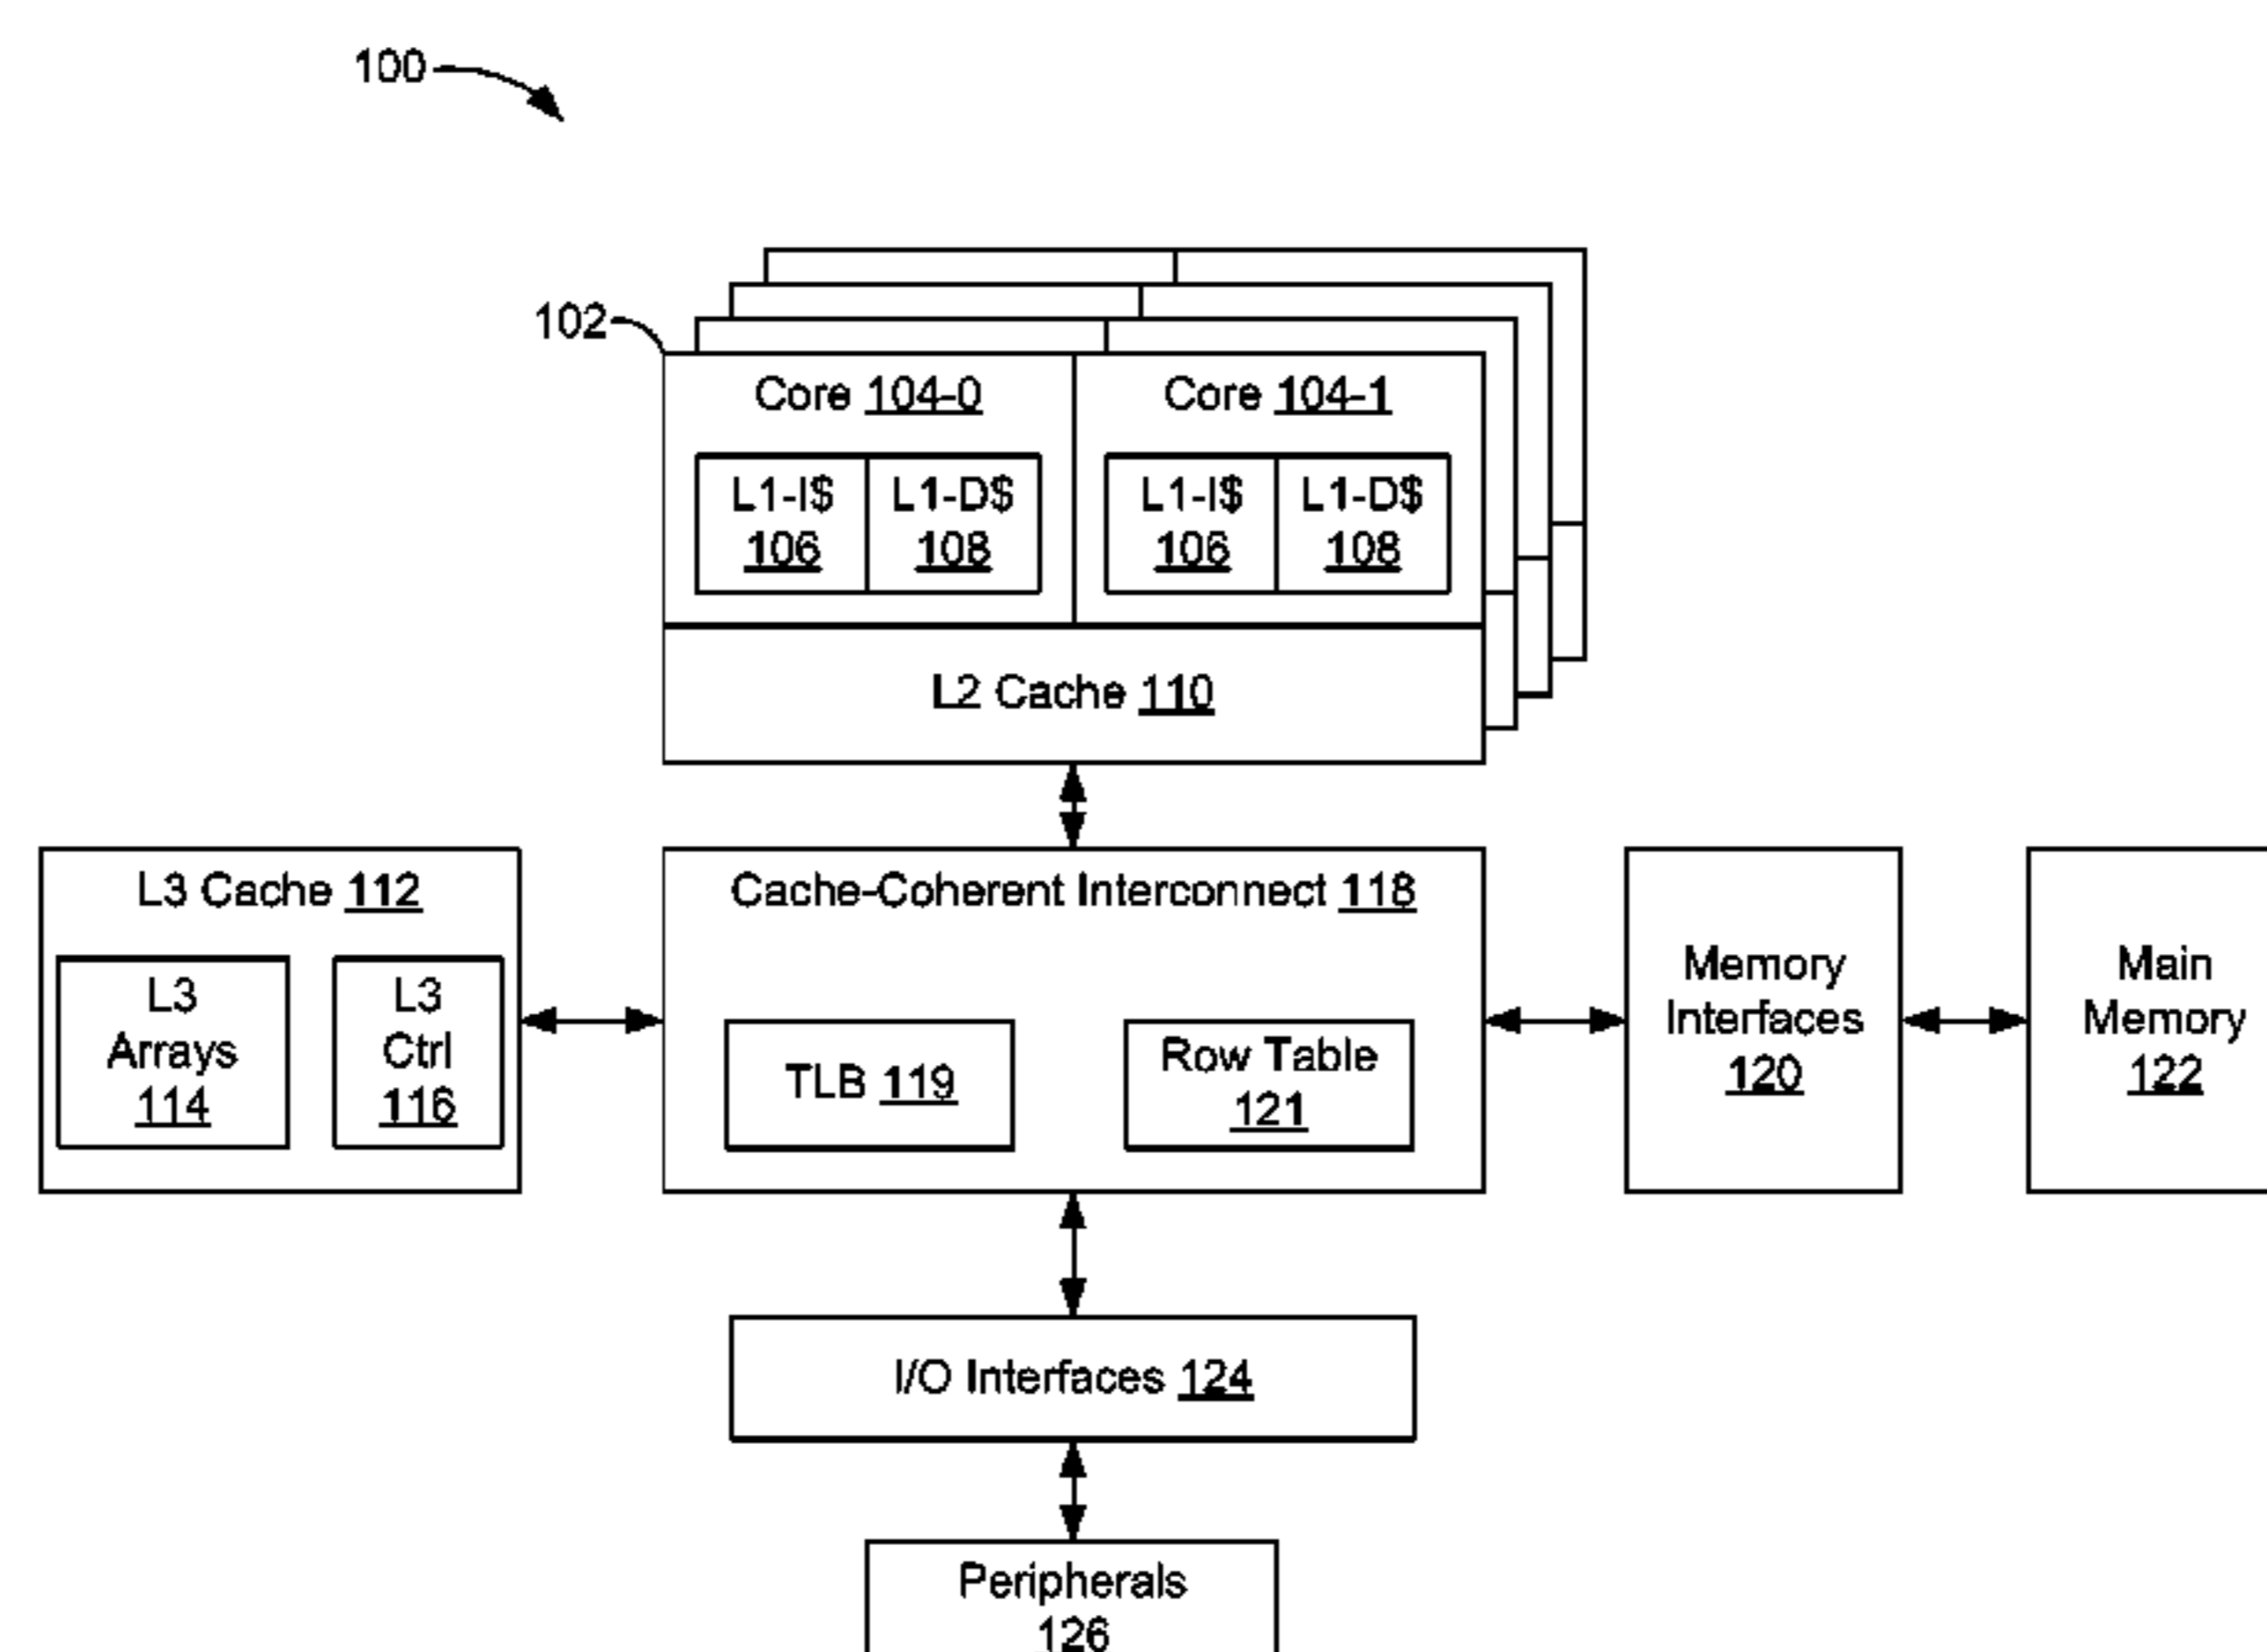 100
102
Core 104-0
Core 104-1
L1-I$
106
L1-D$
108
L1-I$
106
L1-D$
108
L2 Cache 110
L3 Cache 112
L3
Arrays
114
L3
Ctrl
116
Cache-Coherent Interconnect 118
TLB 119
Row Table
121
Memory
Interfaces
120
Main
Memory
122
I/O Interfaces 124
Peripherals
126